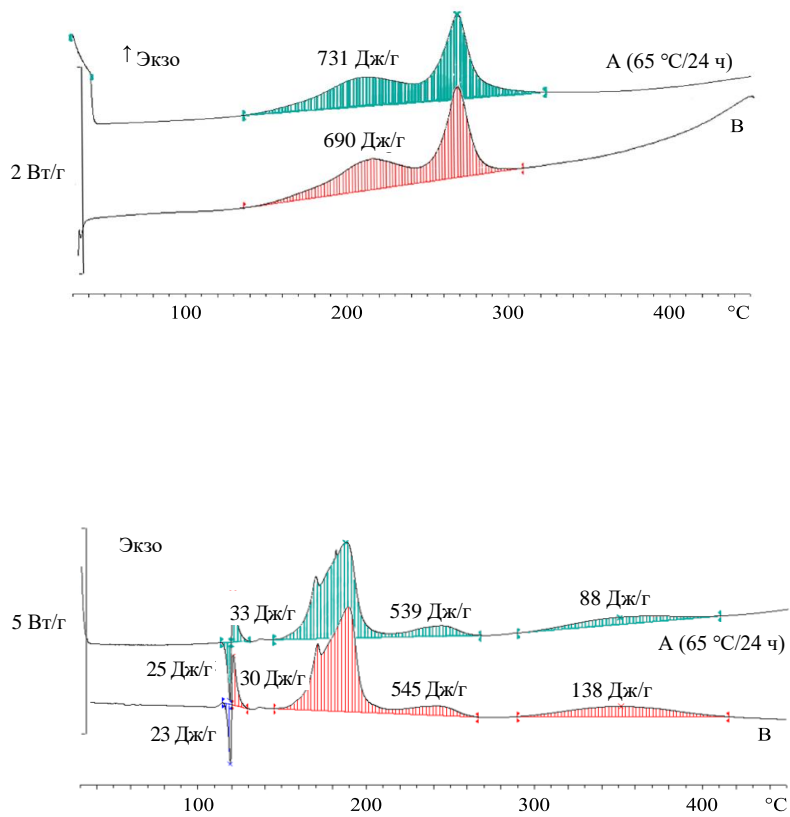 731 Дж/г
↑ Экзо
А (65 °С/24 ч)
В
690 Дж/г
2 Вт/г
100
200
300
400
°С
Экзо
5 Вт/г
33 Дж/г
539 Дж/г
88 Дж/г
А (65 °С/24 ч)
25 Дж/г
30 Дж/г
545 Дж/г
138 Дж/г
23 Дж/г
В
100
200
300
400
°С